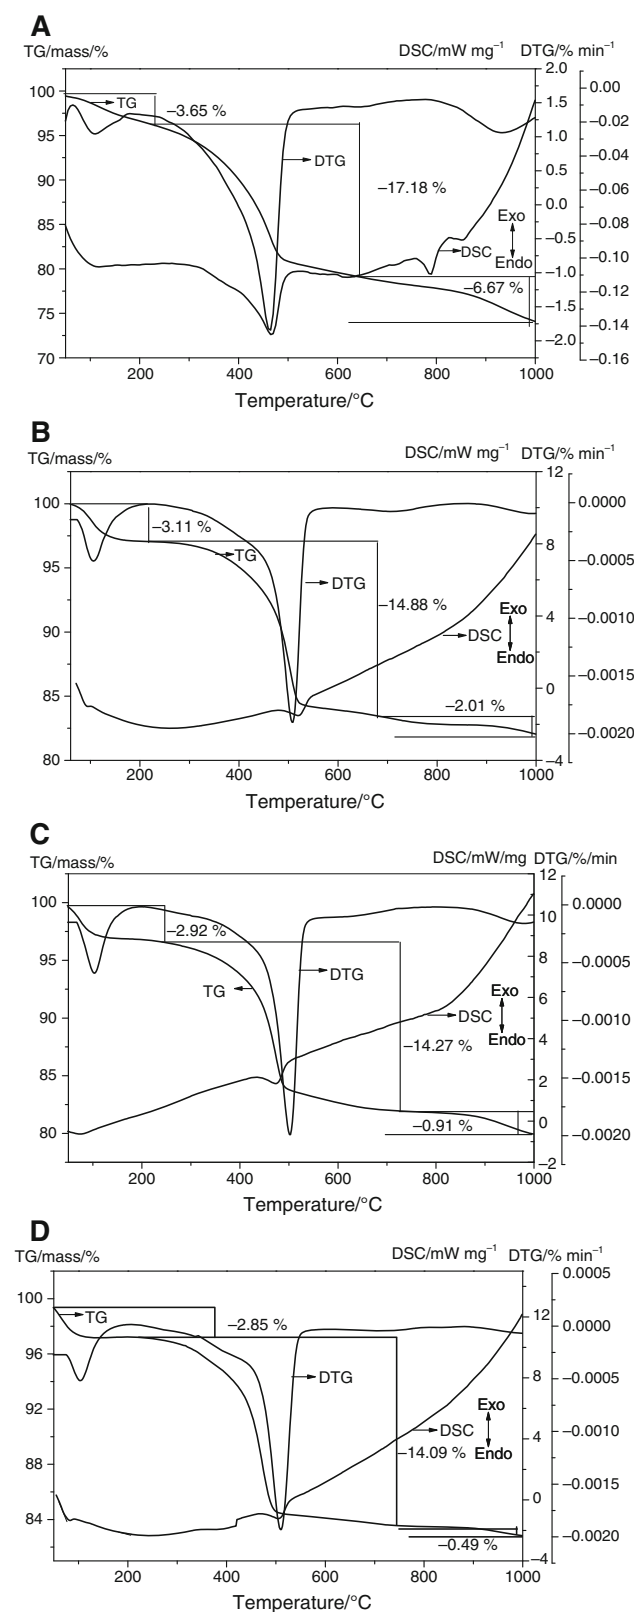 A
TG/mass/% DSC/mW mg⁻¹ DTG/% min⁻¹
100 2.0 0.00
TG −3.65 % 1.5 −0.02
95 1.0 −0.04
DTG
90 −17.18 % 0.5 −0.06
0.0 Exo −0.08
85 −0.5
DSC −0.10
80 −1.0 Endo
−6.67 % −0.12
75 −1.5 −0.14
−2.0
70 −0.16
200 400 600 800 1000
Temperature/°C
B
TG/mass/% DSC/mW mg⁻¹ DTG/% min⁻¹
12
100 0.0000
−3.11 % 8
TG −0.0005
95 DTG
−14.88 % Exo 4 −0.0010
90 DSC
Endo −0.0015
85 0
−2.01 % −0.0020
80 −4
200 400 600 800 1000
Temperature/°C
C
TG/mass/% DSC/mW/mg DTG/%/min
12
100 0.0000
10
−2.92 %
95 8 −0.0005
DTG
TG Exo 6
90 DSC −0.0010
Endo 4
−14.27 %
85 2 −0.0015
−0.91 % 0
80 −0.0020
−2
200 400 600 800 1000
Temperature/°C
D
TG/mass/% DSC/mW mg⁻¹ DTG/% min⁻¹
0.0005
100 12
TG −2.85 % 0.0000
96
DTG 8 −0.0005
92 Exo
DSC 4 −0.0010
−14.09 % Endo
88 −0.0015
0
84 −0.0020
−0.49 %
−4
200 400 600 800 1000
Temperature/°C